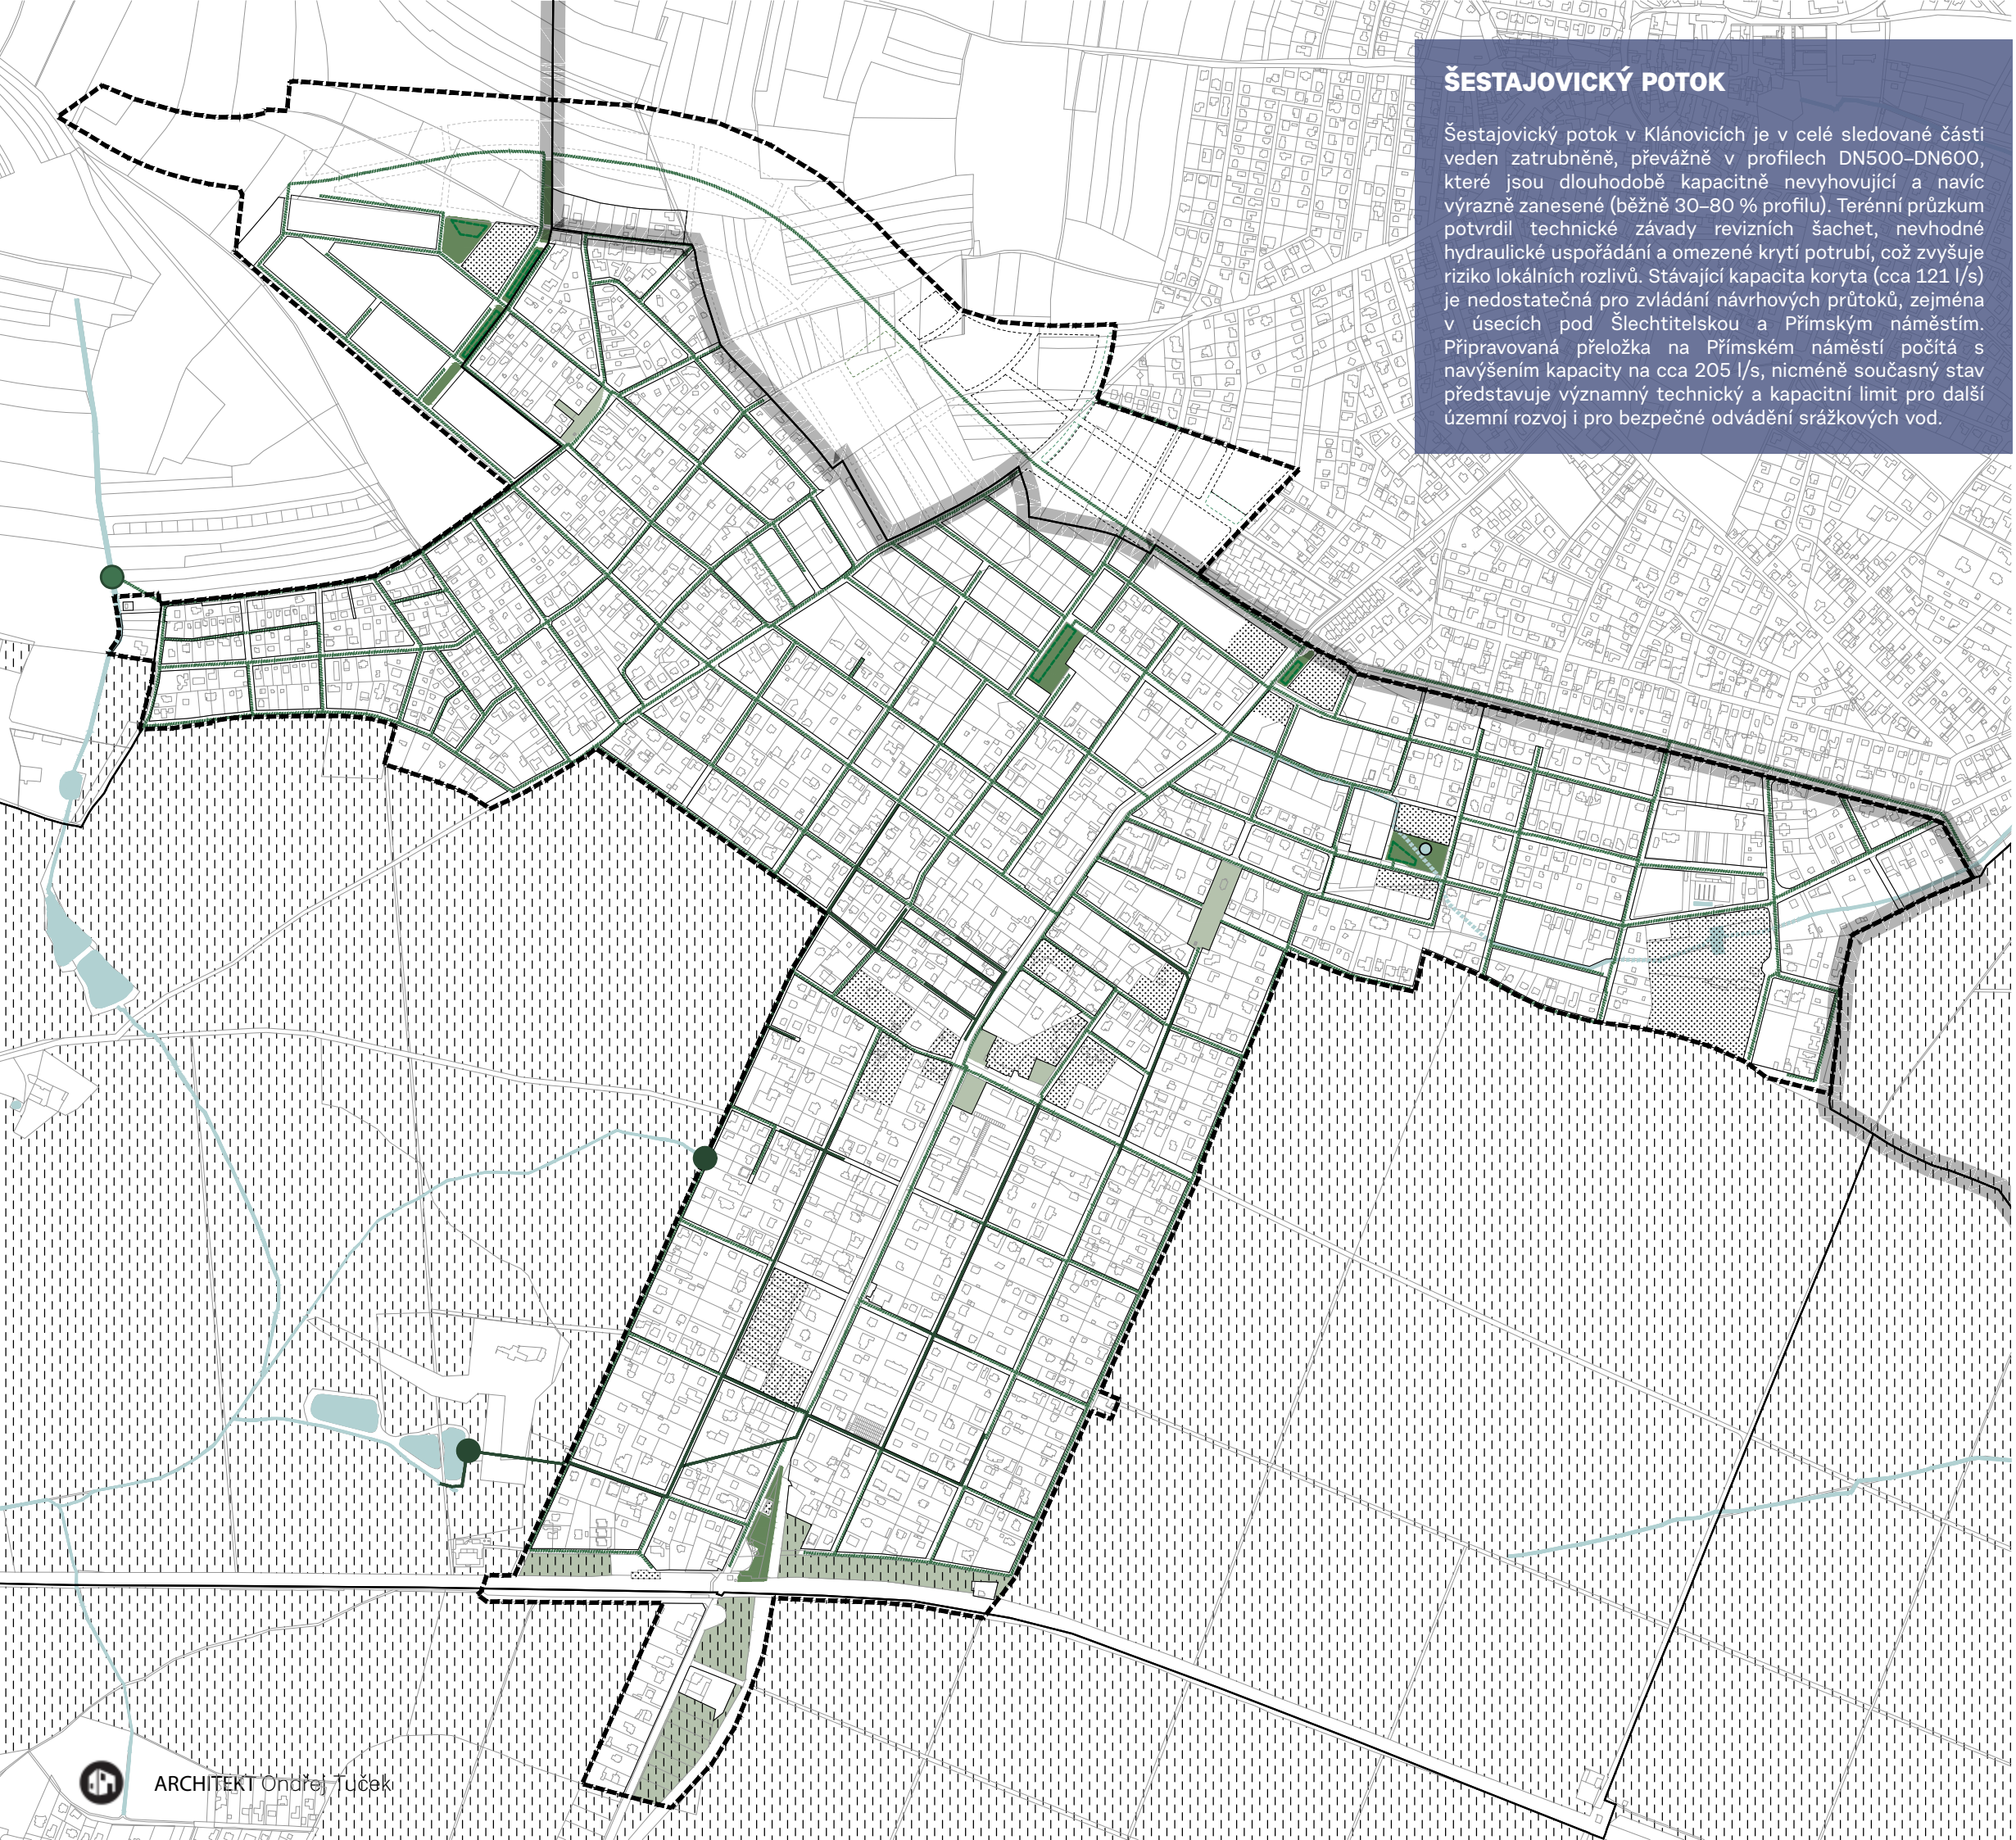 ŠESTAJOVICKÝ POTOK
Šestajovický potok v Klánovicích je v celé sledované části
veden zatrubněně, převážně v profilech DN500–DN600,
které jsou dlouhodobě kapacitně nevyhovující a navíc
výrazně zanesené (běžně 30–80 % profilu). Terénní průzkum
potvrdil technické závady revizních šachet, nevhodné
hydraulické uspořádání a omezené krytí potrubí, což zvyšuje
riziko lokálních rozlivů. Stávající kapacita koryta (cca 121 l/s)
je nedostatečná pro zvládání návrhových průtoků, zejména
v úsecích pod Šlechtitelskou a Přímským náměstím.
Připravovaná přeložka na Přímském náměstí počítá s
navýšením kapacity na cca 205 l/s, nicméně současný stav
představuje významný technický a kapacitní limit pro další
územní rozvoj i pro bezpečné odvádění srážkových vod.
ARCHITEKT Ondřej Tuček